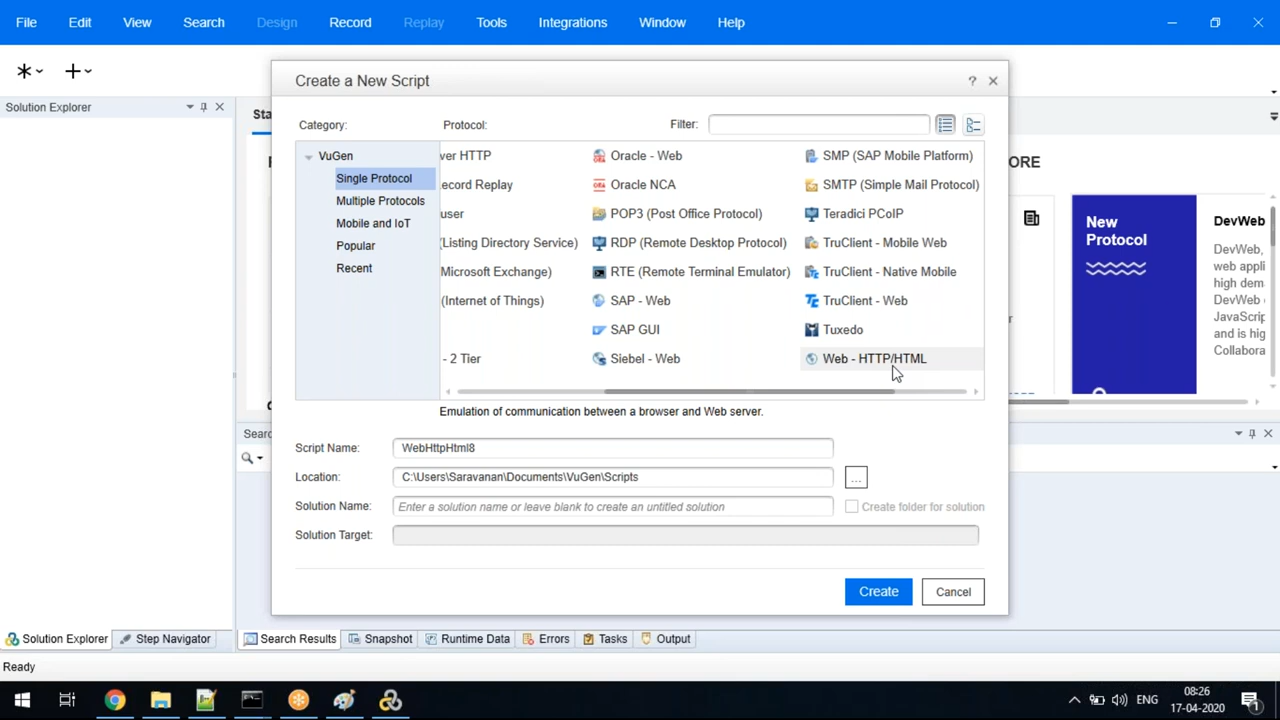 File Edit View Search Design Record Replay Tools Integrations Window Help
Solution Explorer
Sta
Create a New Script
?
Category:
Protocol:
Filter:
VuGen
Single Protocol
Multiple Protocols
Mobile and IoT
Popular
Recent
ver HTTP
ecord Replay
user
(Listing Directory Service)
Microsoft Exchange)
(Internet of Things)
- 2 Tier
Oracle - Web
Oracle NCA
POP3 (Post Office Protocol)
RDP (Remote Desktop Protocol)
RTE (Remote Terminal Emulator)
SAP - Web
SAP GUI
Siebel - Web
SMP (SAP Mobile Platform)
SMTP (Simple Mail Protocol)
Teradici PCoIP
TruClient - Mobile Web
TruClient - Native Mobile
TruClient - Web
Tuxedo
Web - HTTP/HTML
Emulation of communication between a browser and Web server.
Script Name: WebHttpHtml8
Location: C:\Users\Saravanan\Documents\VuGen\Scripts ...
Solution Name: Enter a solution name or leave blank to create an untitled solution Create folder for solution
Solution Target:
Create Cancel
ORE
New
Protocol
DevWeb
DevWeb,
web appli
high dem
DevWeb
JavaScrip
and is hig
Collabora
or
Searc
Solution Explorer Step Navigator Search Results Snapshot Runtime Data Errors Tasks Output
Ready
ENG
08:26
17-04-2020
1